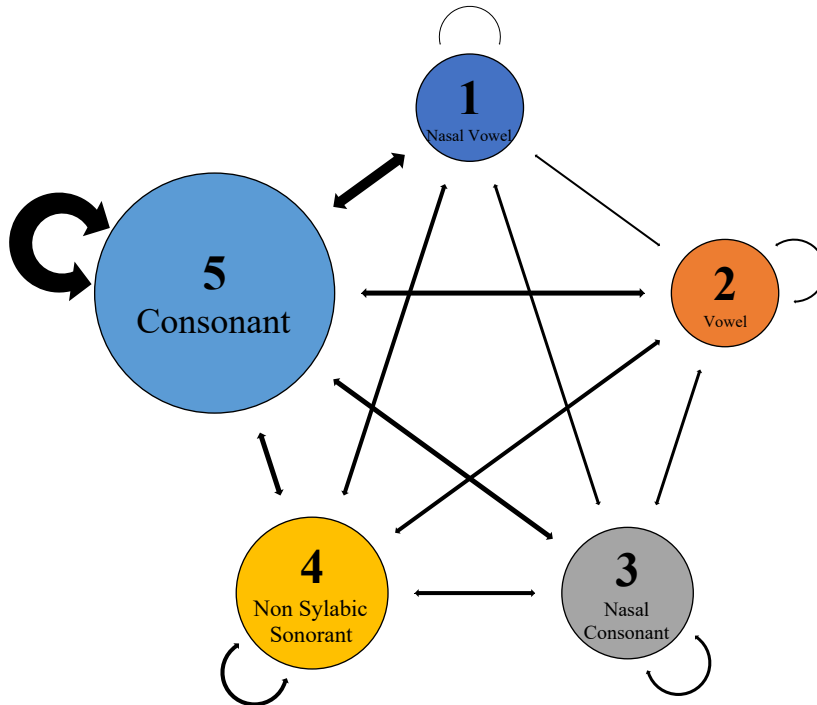 1
Nasal Vowel
5
Consonant
2
Vowel
4
Non Sylabic
Sonorant
3
Nasal
Consonant